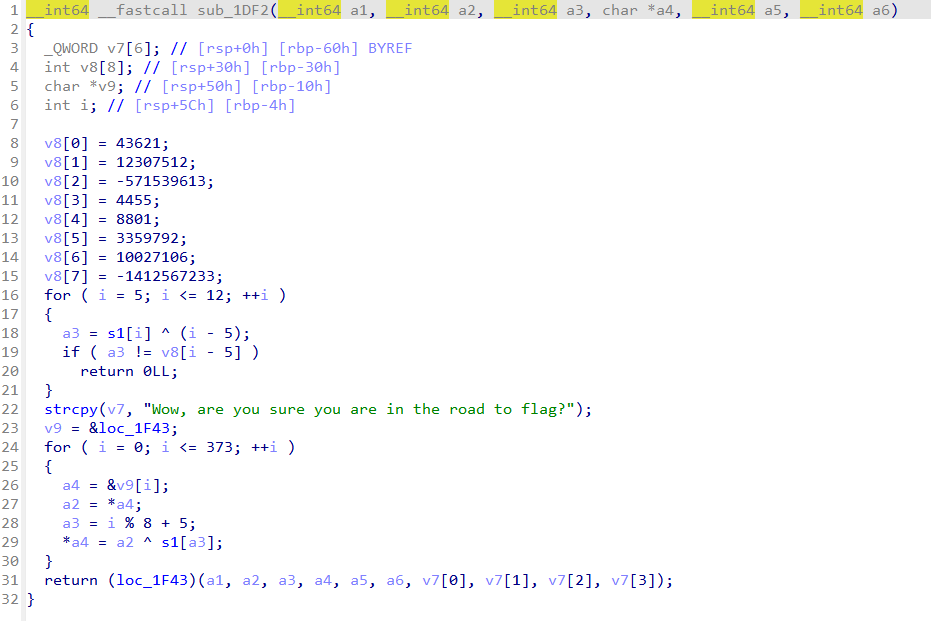 1 __int64 __fastcall sub_1DF2(__int64 a1, __int64 a2, __int64 a3, char *a4, __int64 a5, __int64 a6)
2 {
3 _QWORD v7[6]; // [rsp+0h] [rbp-60h] BYREF
4 int v8[8]; // [rsp+30h] [rbp-30h]
5 char *v9; // [rsp+50h] [rbp-10h]
6 int i; // [rsp+5Ch] [rbp-4h]
7
8 v8[0] = 43621;
9 v8[1] = 12307512;
10 v8[2] = -571539613;
11 v8[3] = 4455;
12 v8[4] = 8801;
13 v8[5] = 3359792;
14 v8[6] = 10027106;
15 v8[7] = -1412567233;
16 for ( i = 5; i <= 12; ++i )
17 {
18 a3 = s1[i] ^ (i - 5);
19 if ( a3 != v8[i - 5] )
20 return 0LL;
21 }
22 strcpy(v7, "Wow, are you sure you are in the road to flag?");
23 v9 = &loc_1F43;
24 for ( i = 0; i <= 373; ++i )
25 {
26 a4 = &v9[i];
27 a2 = *a4;
28 a3 = i % 8 + 5;
29 *a4 = a2 ^ s1[a3];
30 }
31 return (loc_1F43)(a1, a2, a3, a4, a5, a6, v7[0], v7[1], v7[2], v7[3]);
32 }